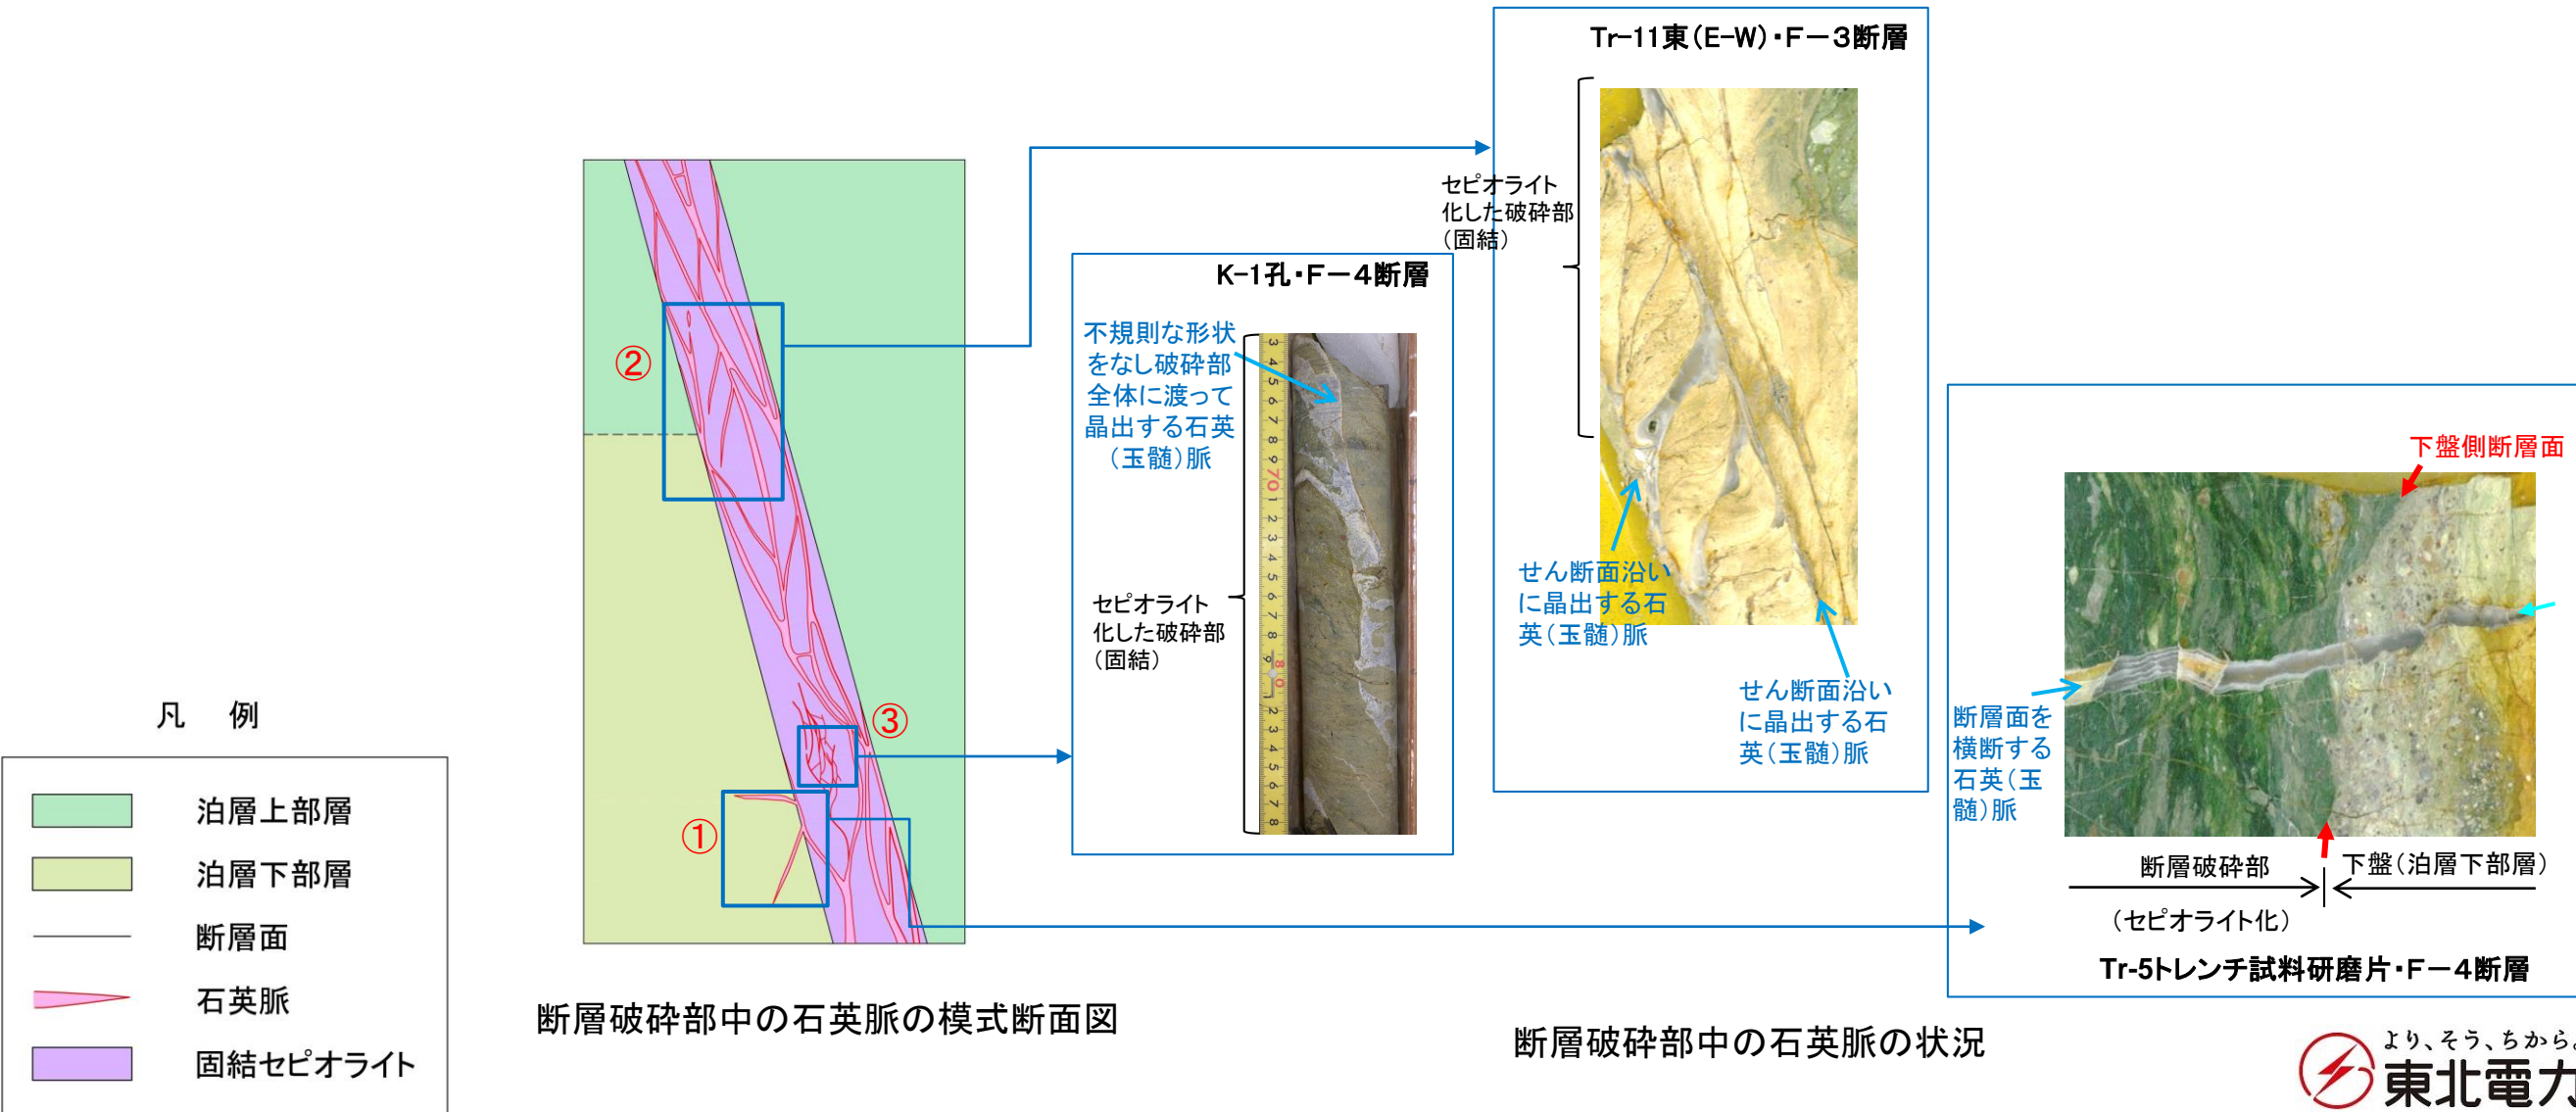 凡　例
泊層上部層
泊層下部層
断層面
石英脈
固結セピオライト
②
③
①
断層破砕部中の石英脈の模式断面図
K-1孔・F－4断層
不規則な形状
をなし破砕部
全体に渡って
晶出する石英
（玉髄）脈
セピオライト
化した破砕部
（固結）
Tr-11東（E-W）・F－3断層
セピオライト
化した破砕部
（固結）
せん断面沿い
に晶出する石
英（玉髄）脈
せん断面沿い
に晶出する石
英（玉髄）脈
下盤側断層面
断層面を
横断する
石英（玉
髄）脈
断層破砕部
下盤（泊層下部層）
（セピオライト化）
Tr-5トレンチ試料研磨片・F－4断層
断層破砕部中の石英脈の状況
より、そう、ちから。
東北電力